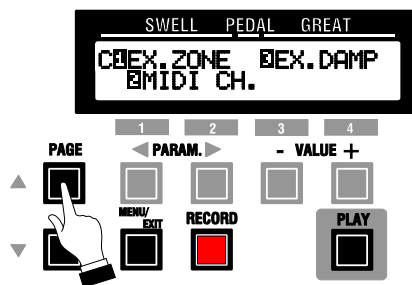 SWELL PEDAL GREAT
C1EX.ZONE 3EX.DAMP
2MIDI CH.
1 2 3 4
PAGE ◀ PARAM. ▶ - VALUE +
MENU/
EXIT RECORD PLAY